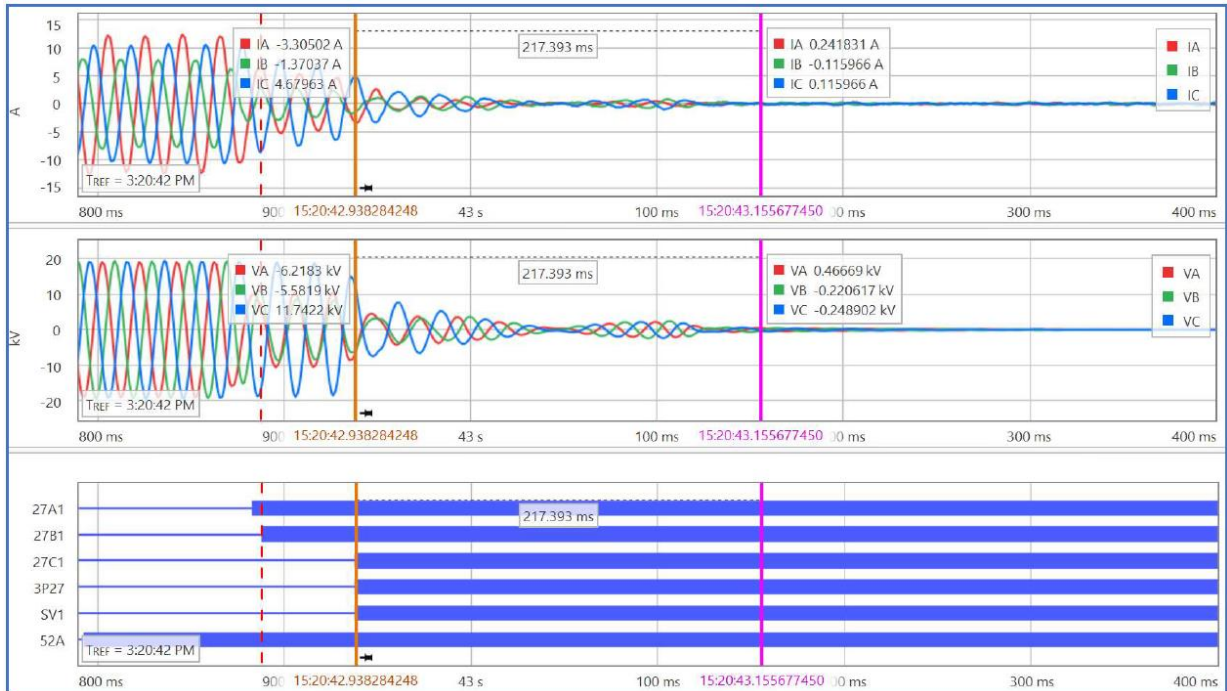 15
10
5
0
-5
-10
-15
A
IA -3.30502 A
IB -1.37037 A
IC 4.67963 A
217.393 ms
IA 0.241831 A
IB -0.115966 A
IC 0.115966 A
IA
IB
IC
TREF = 3:20:42 PM
800 ms
15:20:42.938284248
43 s
100 ms
15:20:43.155677450
300 ms
400 ms
20
10
0
-10
-20
kV
VA -6.2183 kV
VB -5.5819 kV
VC 11.7422 kV
217.393 ms
VA 0.46669 kV
VB -0.220617 kV
VC -0.248902 kV
VA
VB
VC
TREF = 3:20:42 PM
800 ms
15:20:42.938284248
43 s
100 ms
15:20:43.155677450
300 ms
400 ms
27A1
217.393 ms
27B1
27C1
3P27
SV1
52A
TREF = 3:20:42 PM
800 ms
15:20:42.938284248
43 s
100 ms
15:20:43.155677450
300 ms
400 ms